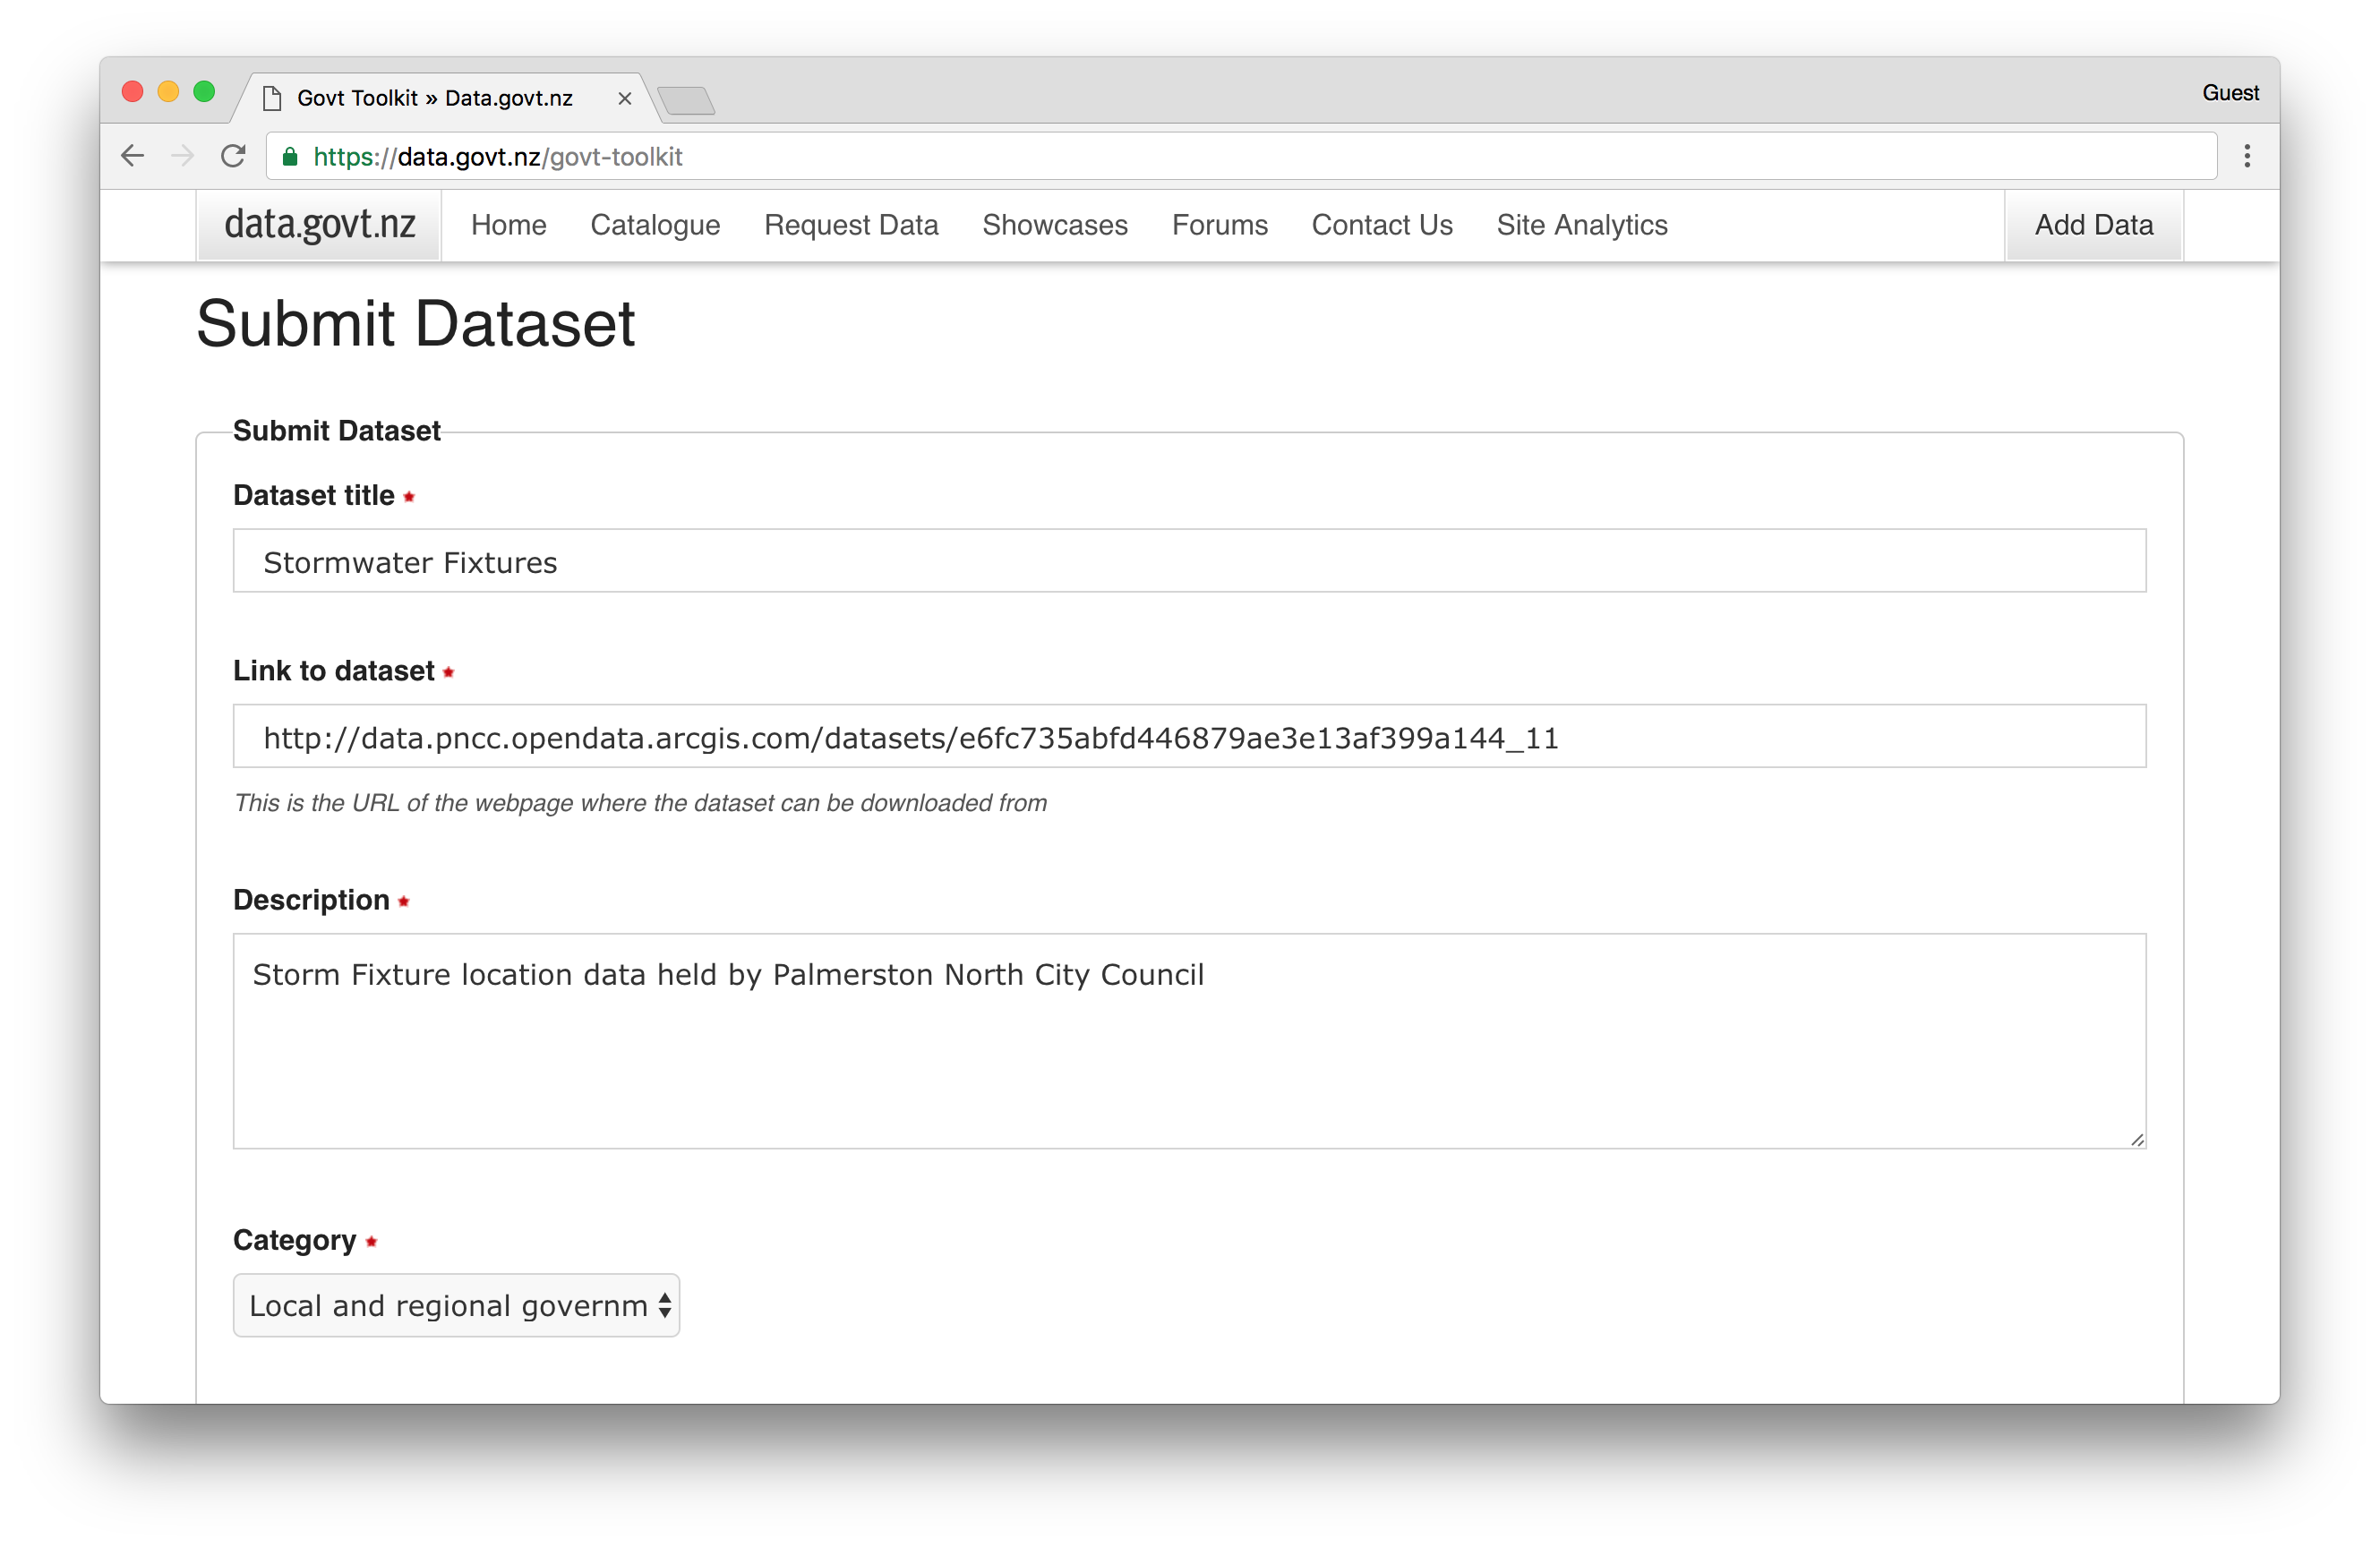 Govt Toolkit » Data.govt.nz
Guest
https://data.govt.nz/govt-toolkit
data.govt.nz Home Catalogue Request Data Showcases Forums Contact Us Site Analytics Add Data
Submit Dataset
Submit Dataset
Dataset title
Stormwater Fixtures
Link to dataset
http://data.pncc.opendata.arcgis.com/datasets/e6fc735abfd446879ae3e13af399a144_11
This is the URL of the webpage where the dataset can be downloaded from
Description
Storm Fixture location data held by Palmerston North City Council
Category
Local and regional governm